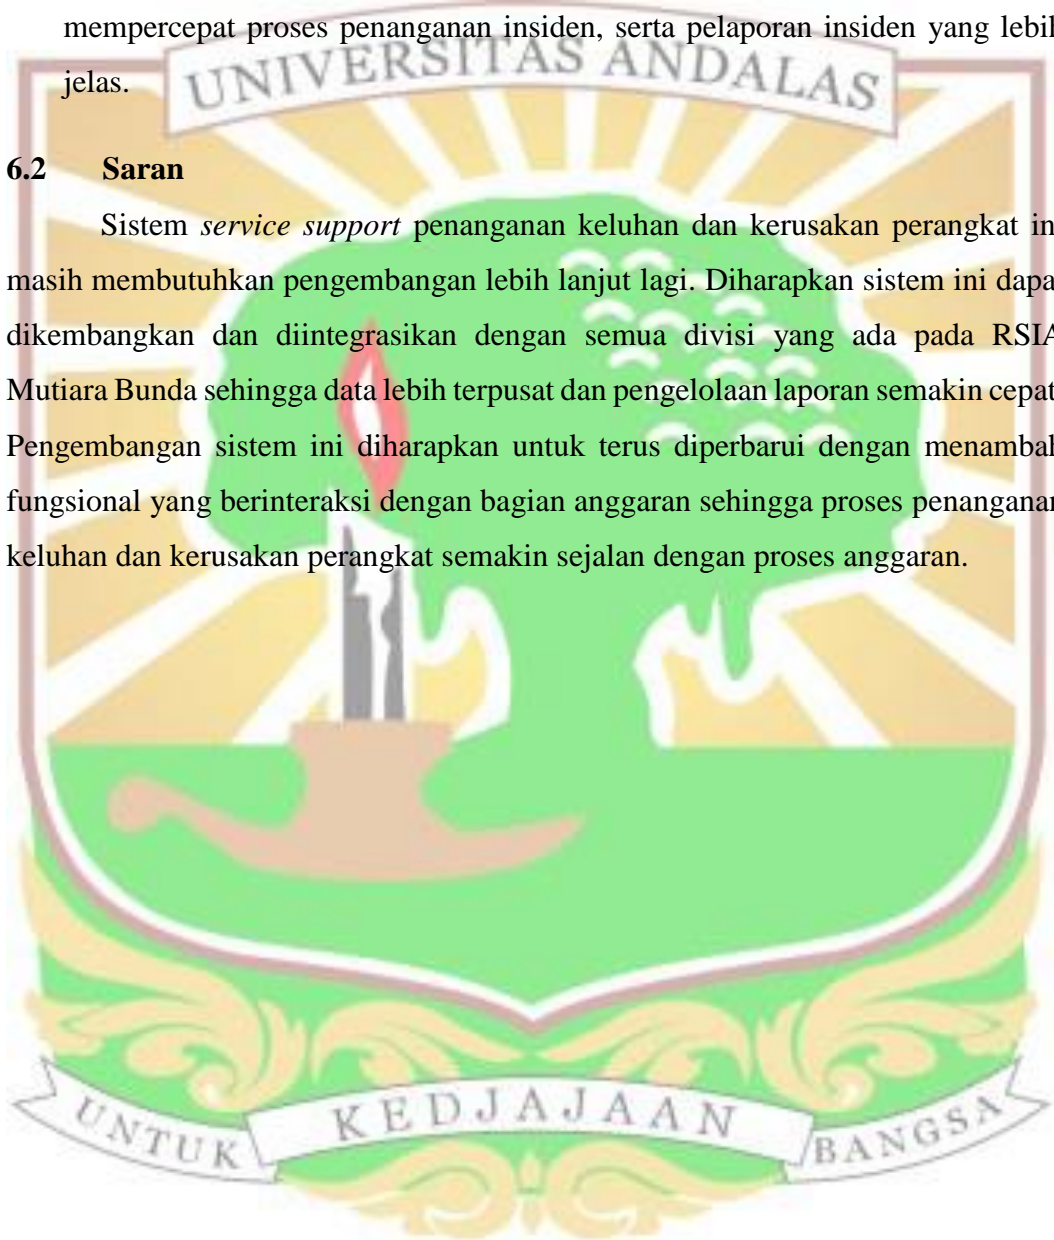 mempercepat proses penanganan insiden, serta pelaporan insiden yang lebih
jelas.
UNIVERSITAS ANDALAS
6.2 Saran
Sistem service support penanganan keluhan dan kerusakan perangkat in
masih membutuhkan pengembangan lebih lanjut lagi. Diharapkan sistem ini dapa
dikembangkan dan diintegrasikan dengan semua divisi yang ada pada RSIA
Mutiara Bunda sehingga data lebih terpusat dan pengelolaan laporan semakin cepat
Pengembangan sistem ini diharapkan untuk terus diperbarui dengan menambah
fungsional yang berinteraksi dengan bagian anggaran sehingga proses penanganan
keluhan dan kerusakan perangkat semakin sejalan dengan proses anggaran.
UNTUK KEDJAJAAN BANGSA